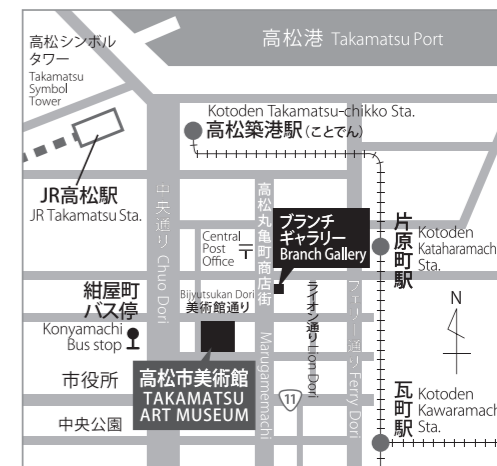 高松シンボル
タワー
Takamatsu
Symbol
Tower
高松港 Takamatsu Port
Kotoden Takamatsu-chikko Sta.
高松築港駅(ことでん)
JR高松駅
JR Takamatsu Sta.
中央通り Chuo Dori
高松丸亀町商店街
Marugamemachi
Central
Post
Office
〒
ブランチ
ギャラリー
Branch Gallery
片原町駅
Kotoden
Kataharamach
Sta.
紺屋町
バス停
Konyamachi
Bus stop
Bijyutsukan Dori
美術館通り
ライオン通り Lion Dori
フェリー通り Ferry Dori
N
市役所
高松市美術館
TAKAMATSU
ART MUSEUM
11
中央公園
瓦町駅
Kotoden
Kawaramach
Sta.